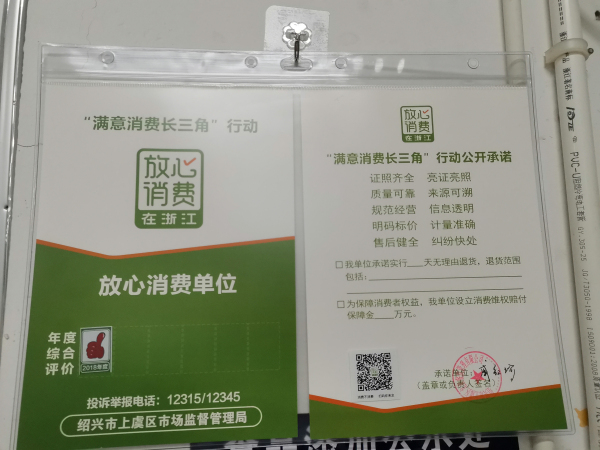 “满意消费长三角”行动
放心
消费
在浙江
放心消费单位
年度
综合
评价
2018年度
投诉举报电话：12315/12345
绍兴市上虞区市场监督管理局
放心
消费
在浙江
“满意消费长三角”行动公开承诺
证照齐全 亮证亮照
质量可靠 来源可溯
规范经营 信息透明
明码标价 计量准确
售后健全 纠纷快处
□我单位承诺实行___天无理由退货，退货范围
包括：
□为保障消费者权益，我单位设立消费维权赔付
保障金___万元。
承诺单位：
（盖章或负责人签名）
PVC-U